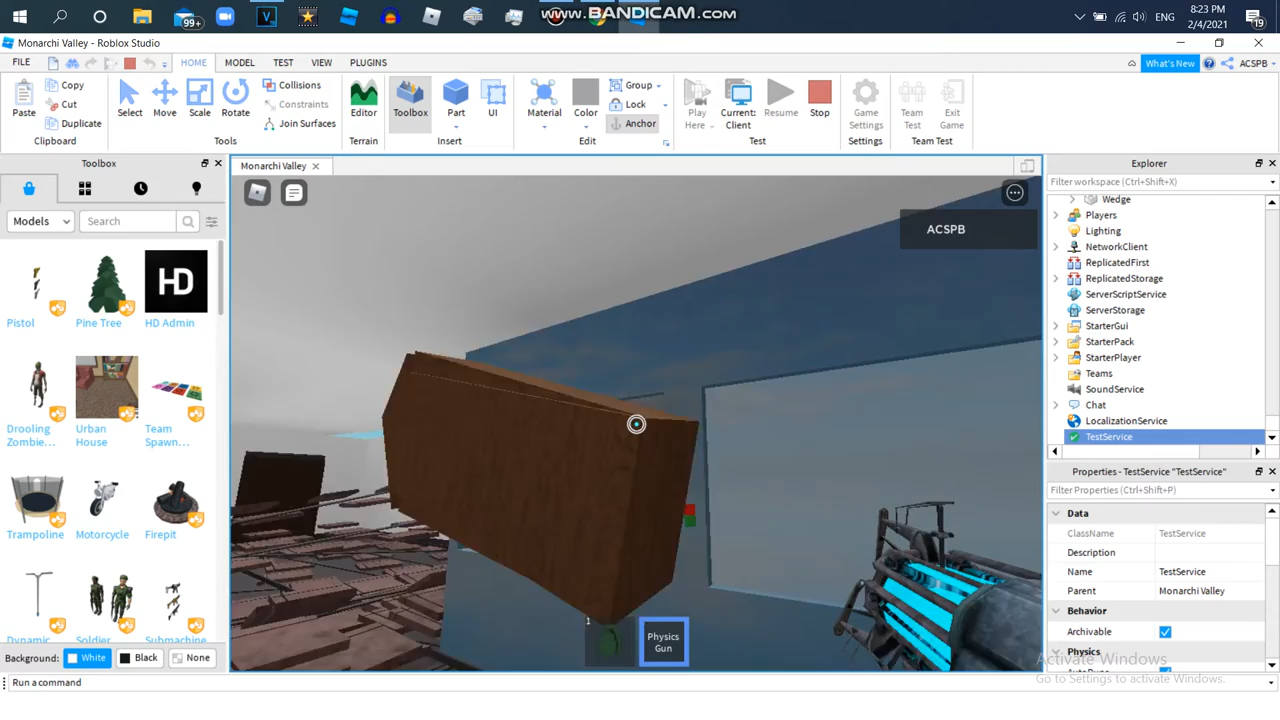 99+
www.BANDICAM.com
ENG
8:23 PM
2/4/2021
19
Monarchi Valley - Roblox Studio
FILE
HOME
MODEL
TEST
VIEW
PLUGINS
What's New
ACSPB
Paste
Copy
Cut
Duplicate
Clipboard
Select
Move
Scale
Rotate
Tools
Collisions
Constraints
Join Surfaces
Editor
Terrain
Toolbox
Part
UI
Insert
Material
Color
Group
Lock
Anchor
Edit
Play
Here
Current:
Client
Resume
Stop
Test
Game
Settings
Settings
Team
Test
Exit
Game
Team Test
Toolbox
Models
Search
Pistol
Pine Tree
HD
HD Admin
Drooling
Zombie...
Urban
House
Team
Spawn...
Trampoline
Motorcycle
Firepit
Dynamic
Soldier
Submachine
Background:
White
Black
None
Run a command
Monarchi Valley
ACSPB
1
Physics
Gun
Explorer
Filter workspace (Ctrl+Shift+X)
Wedge
Players
Lighting
NetworkClient
ReplicatedFirst
ReplicatedStorage
ServerScriptService
ServerStorage
StarterGui
StarterPack
StarterPlayer
Teams
SoundService
Chat
LocalizationService
TestService
Properties - TestService "TestService"
Filter Properties (Ctrl+Shift+P)
Data
ClassName
TestService
Description
Name
TestService
Parent
Monarchi Valley
Behavior
Archivable
Physics
Activate Windows
Go to Settings to activate Windows.